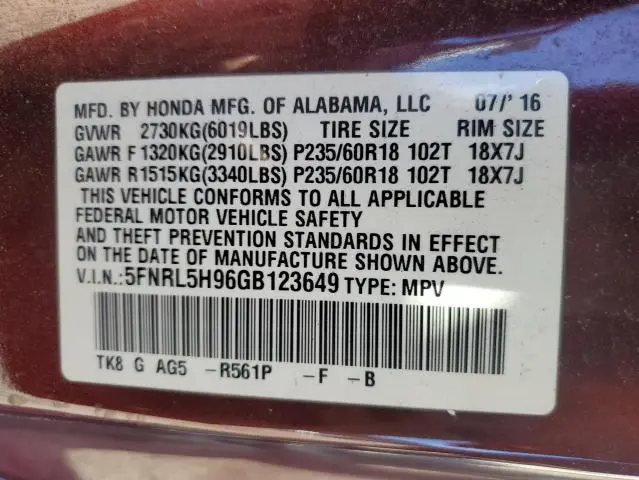 MFD. BY HONDA MFG. OF ALABAMA, LLC 07/'16
GVWR 2730KG(6019LBS) TIRE SIZE RIM SIZE
GAWR F1320KG(2910LBS) P235/60R18 102T 18X7J
GAWR R1515KG(3340LBS) P235/60R18 102T 18X7J
THIS VEHICLE CONFORMS TO ALL APPLICABLE
FEDERAL MOTOR VEHICLE SAFETY
AND THEFT PREVENTION STANDARDS IN EFFECT
ON THE DATE OF MANUFACTURE SHOWN ABOVE.
V.I.N.:5FNRL5H96GB123649 TYPE: MPV
TK8 G AG5 -R561P -F -B